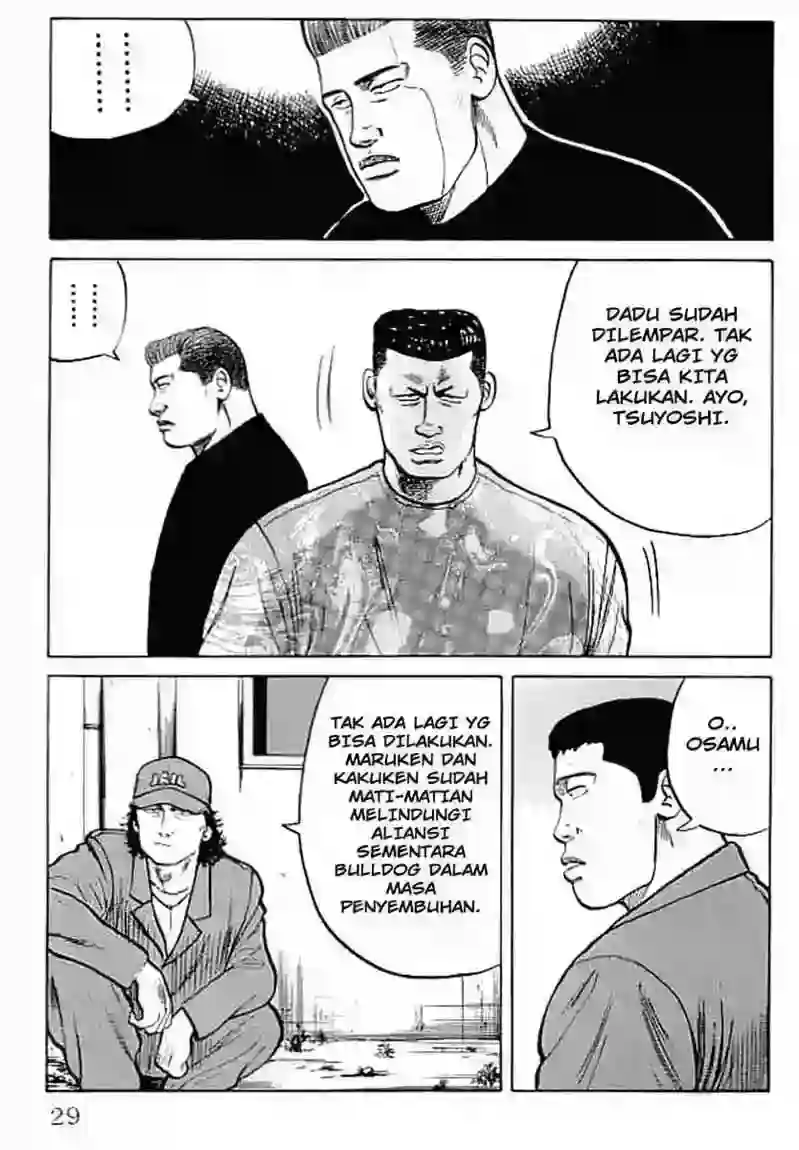 DADU SUDAH
DILEMPAR. TAK
ADA LAGI YG
BISA KITA
LAKUKAN. AYO,
TSUYOSHI.
TAK ADA LAGI YG
BISA DILAKUKAN.
MARUKEN DAN
KAKUKEN SUDAH
MATI-MATIAN
MELINDUNGI
ALIANSI
SEMENTARA
BULLDOG DALAM
MASA
PENYEMBUHAN.
O..
OSAMU
...
29